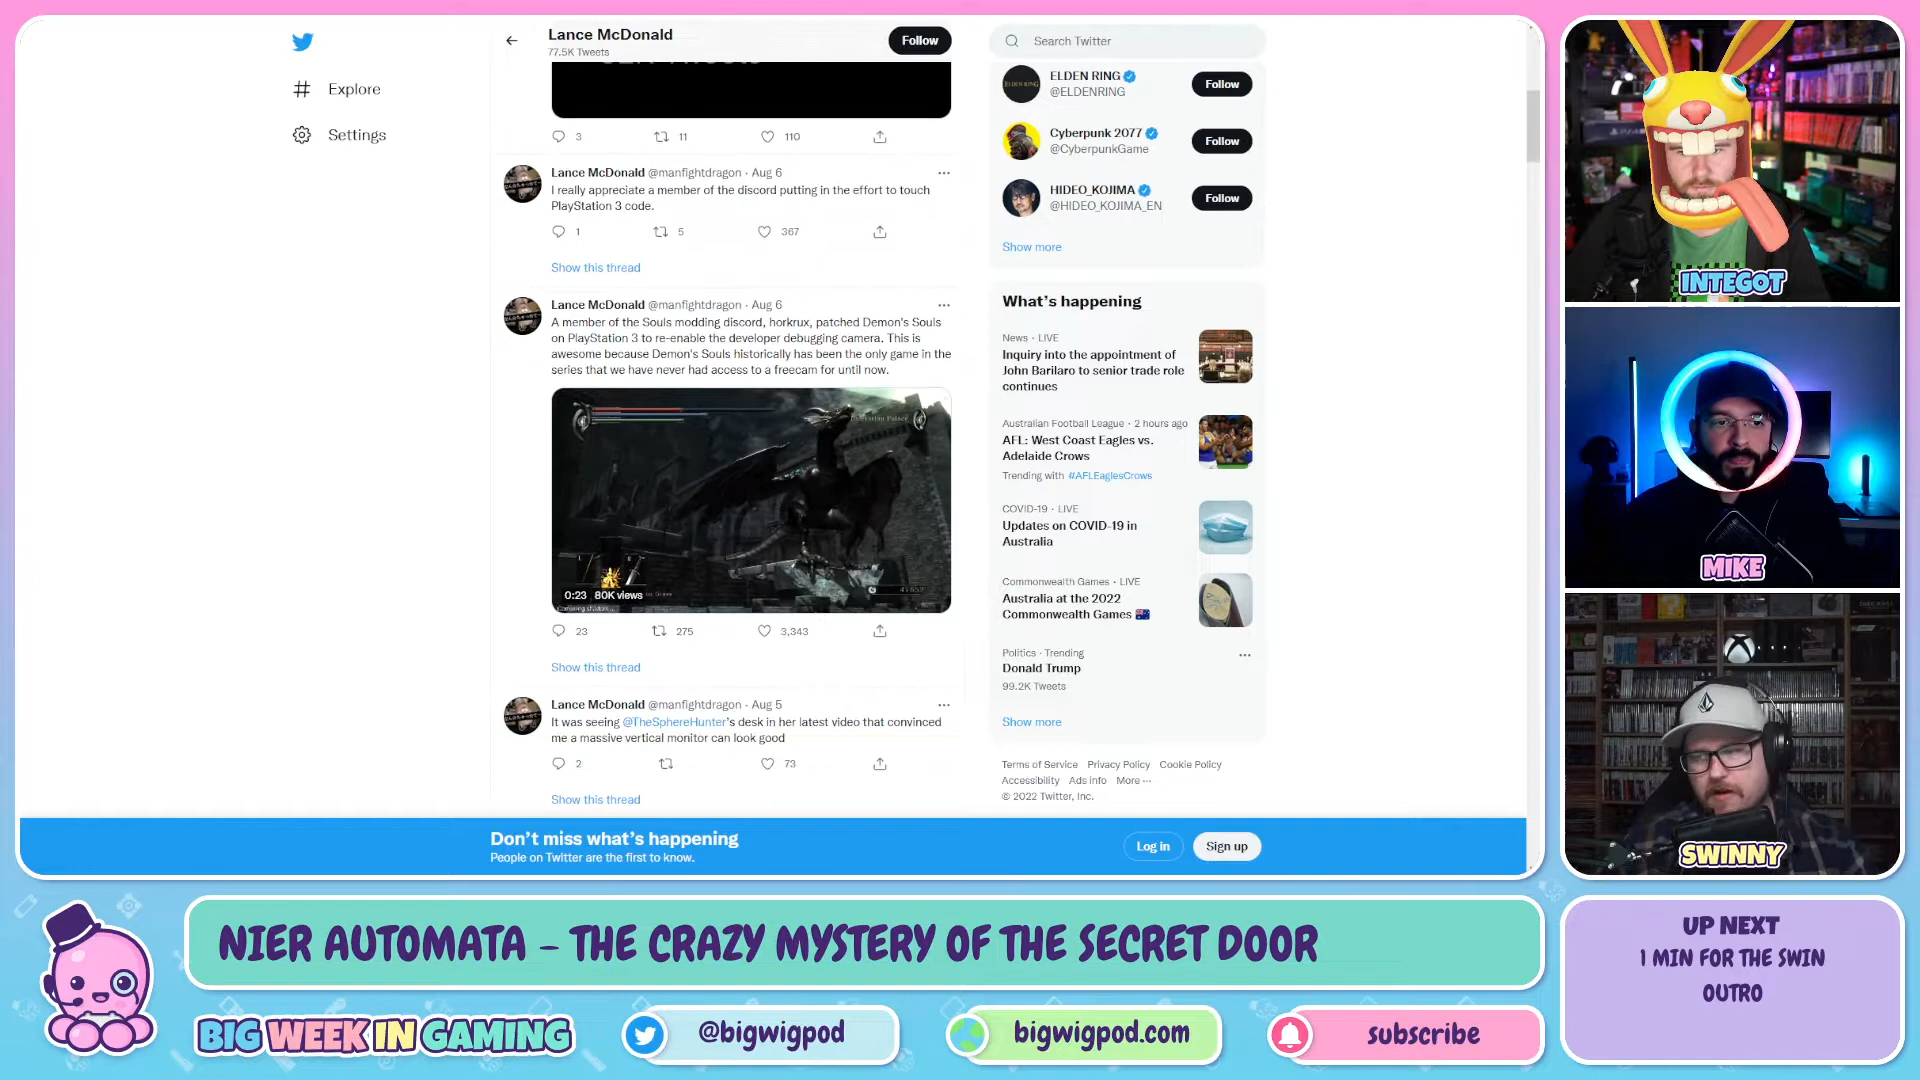 Lance McDonald
77.5K Tweets
Follow
Search Twitter
Explore
Settings
3
11
110
Lance McDonald @manfightdragon · Aug 6
I really appreciate a member of the discord putting in the effort to touch
PlayStation 3 code.
1
5
367
Show this thread
Lance McDonald @manfightdragon · Aug 6
A member of the Souls modding discord, horkrux, patched Demon's Souls
on PlayStation 3 to re-enable the developer debugging camera. This is
awesome because Demon's Souls historically has been the only game in the
series that we have never had access to a freecam for until now.
0:23 80K views
23
275
3,343
Show this thread
Lance McDonald @manfightdragon · Aug 5
It was seeing @TheSphereHunter's desk in her latest video that convinced
me a massive vertical monitor can look good
2
73
Show this thread
ELDEN RING
@ELDENRING
Follow
Cyberpunk 2077
@CyberpunkGame
Follow
HIDEO_KOJIMA
@HIDEO_KOJIMA_EN
Follow
Show more
What's happening
News · LIVE
Inquiry into the appointment of
John Barilaro to senior trade role
continues
Australian Football League · 2 hours ago
AFL: West Coast Eagles vs.
Adelaide Crows
Trending with #AFLEaglesCrows
COVID-19 · LIVE
Updates on COVID-19 in
Australia
Commonwealth Games · LIVE
Australia at the 2022
Commonwealth Games
Politics · Trending
Donald Trump
99.2K Tweets
Show more
Terms of Service Privacy Policy Cookie Policy
Accessibility Ads info More ···
© 2022 Twitter, Inc.
Don't miss what's happening
People on Twitter are the first to know.
Log in
Sign up
INTEGOT
MIKE
SWINNY
NIER AUTOMATA – THE CRAZY MYSTERY OF THE SECRET DOOR
UP NEXT
1 MIN FOR THE SWIN
OUTRO
BIG WEEK IN GAMING
@bigwigpod
bigwigpod.com
subscribe